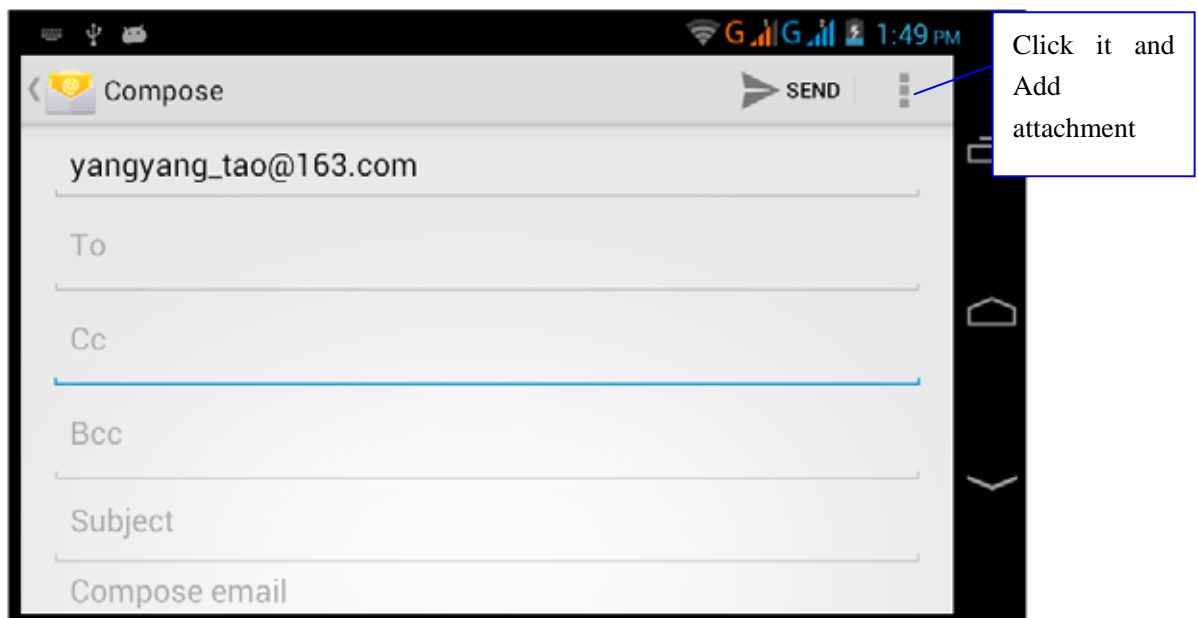 G G 1:49 PM
Compose SEND
Click it and
Add
attachment
yangyang_tao@163.com
To
Cc
Bcc
Subject
Compose email